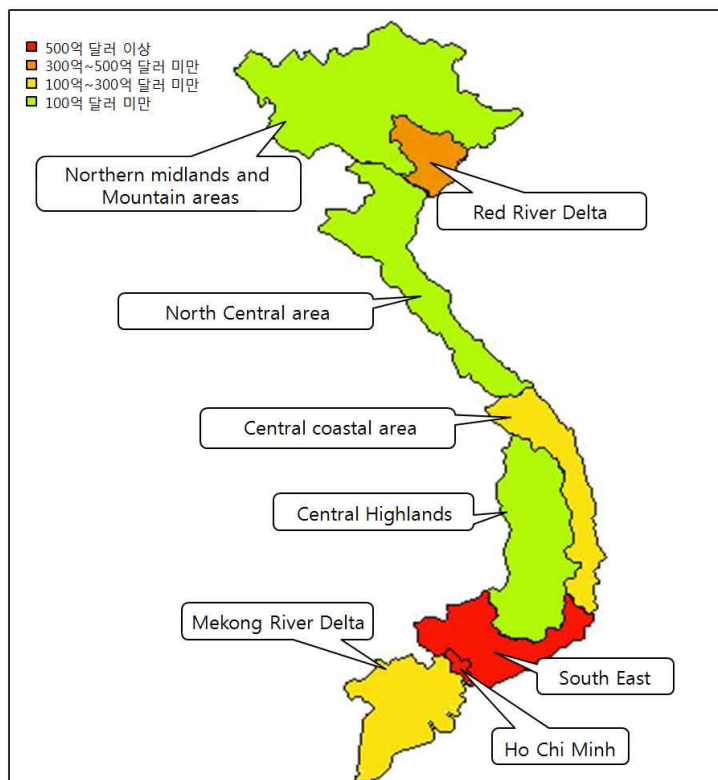 500억 달러 이상
300억~500억 달러 미만
100억~300억 달러 미만
100억 달러 미만
Northern midlands and
Mountain areas
Red River Delta
North Central area
Central coastal area
Central Highlands
Mekong River Delta
South East
Ho Chi Minh